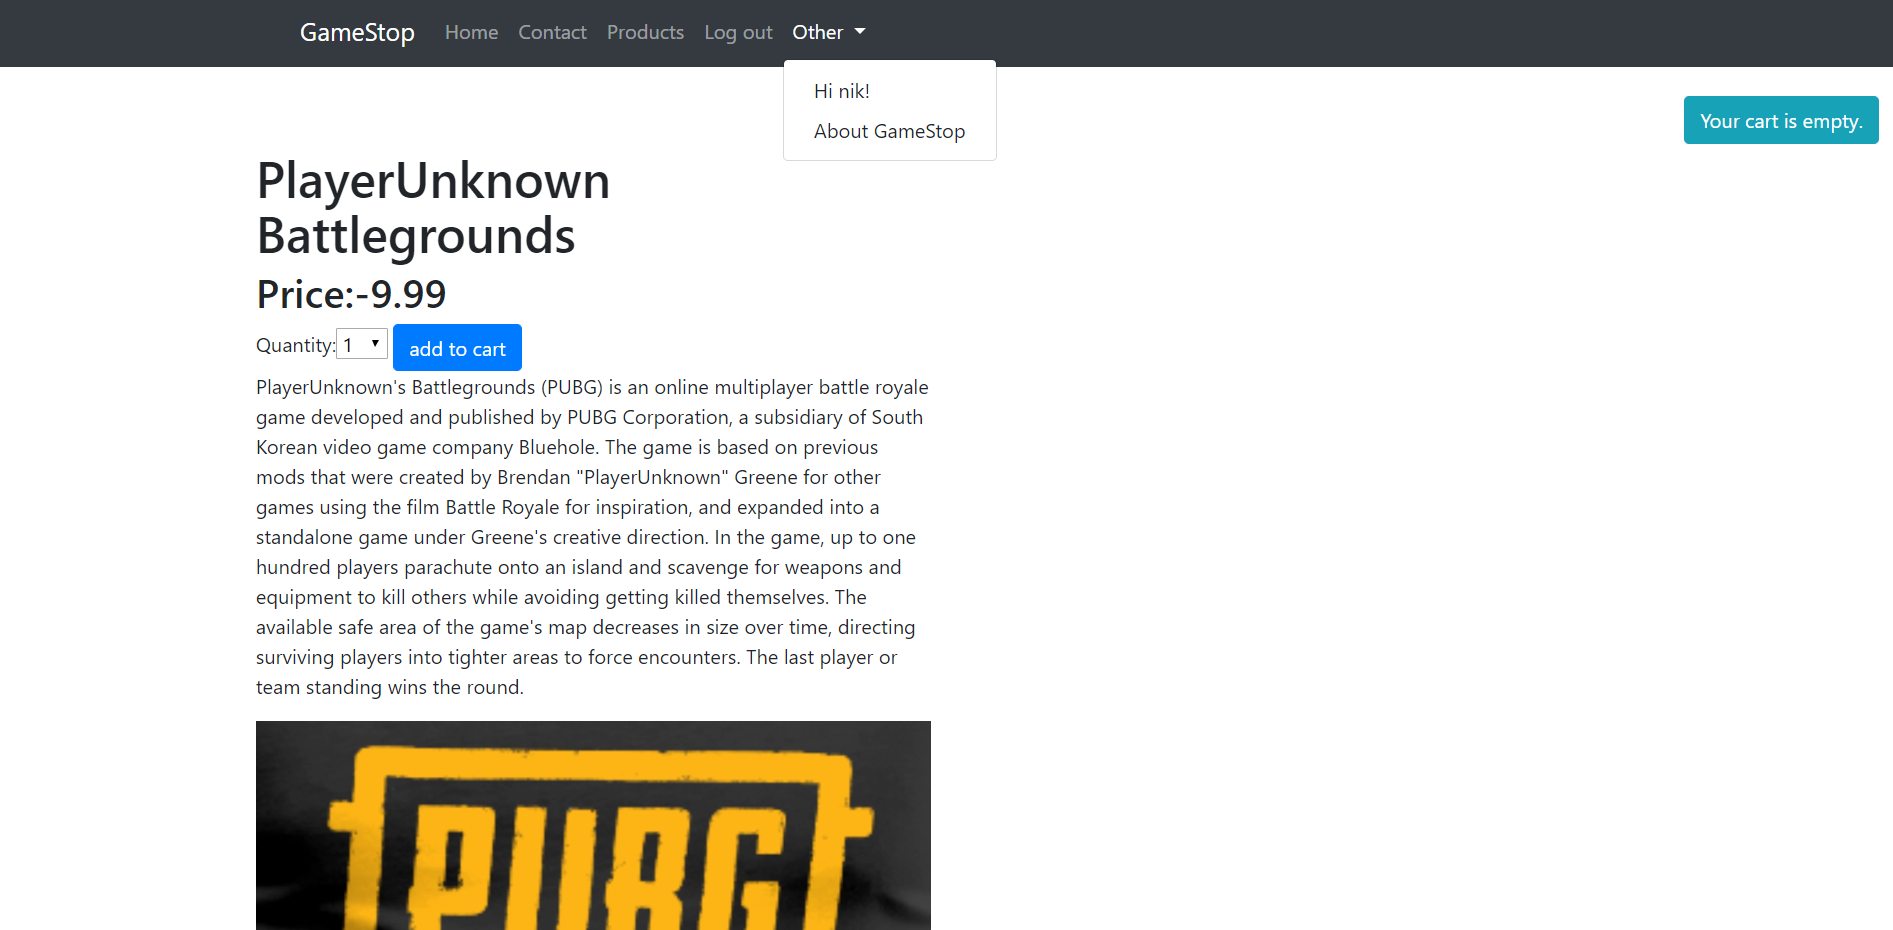 GameStop Home Contact Products Log out Other
Hi nik!
About GameStop
Your cart is empty.
PlayerUnknown
Battlegrounds
Price:-9.99
Quantity: 1 add to cart
PlayerUnknown's Battlegrounds (PUBG) is an online multiplayer battle royale
game developed and published by PUBG Corporation, a subsidiary of South
Korean video game company Bluehole. The game is based on previous
mods that were created by Brendan "PlayerUnknown" Greene for other
games using the film Battle Royale for inspiration, and expanded into a
standalone game under Greene's creative direction. In the game, up to one
hundred players parachute onto an island and scavenge for weapons and
equipment to kill others while avoiding getting killed themselves. The
available safe area of the game's map decreases in size over time, directing
surviving players into tighter areas to force encounters. The last player or
team standing wins the round.
PUBG